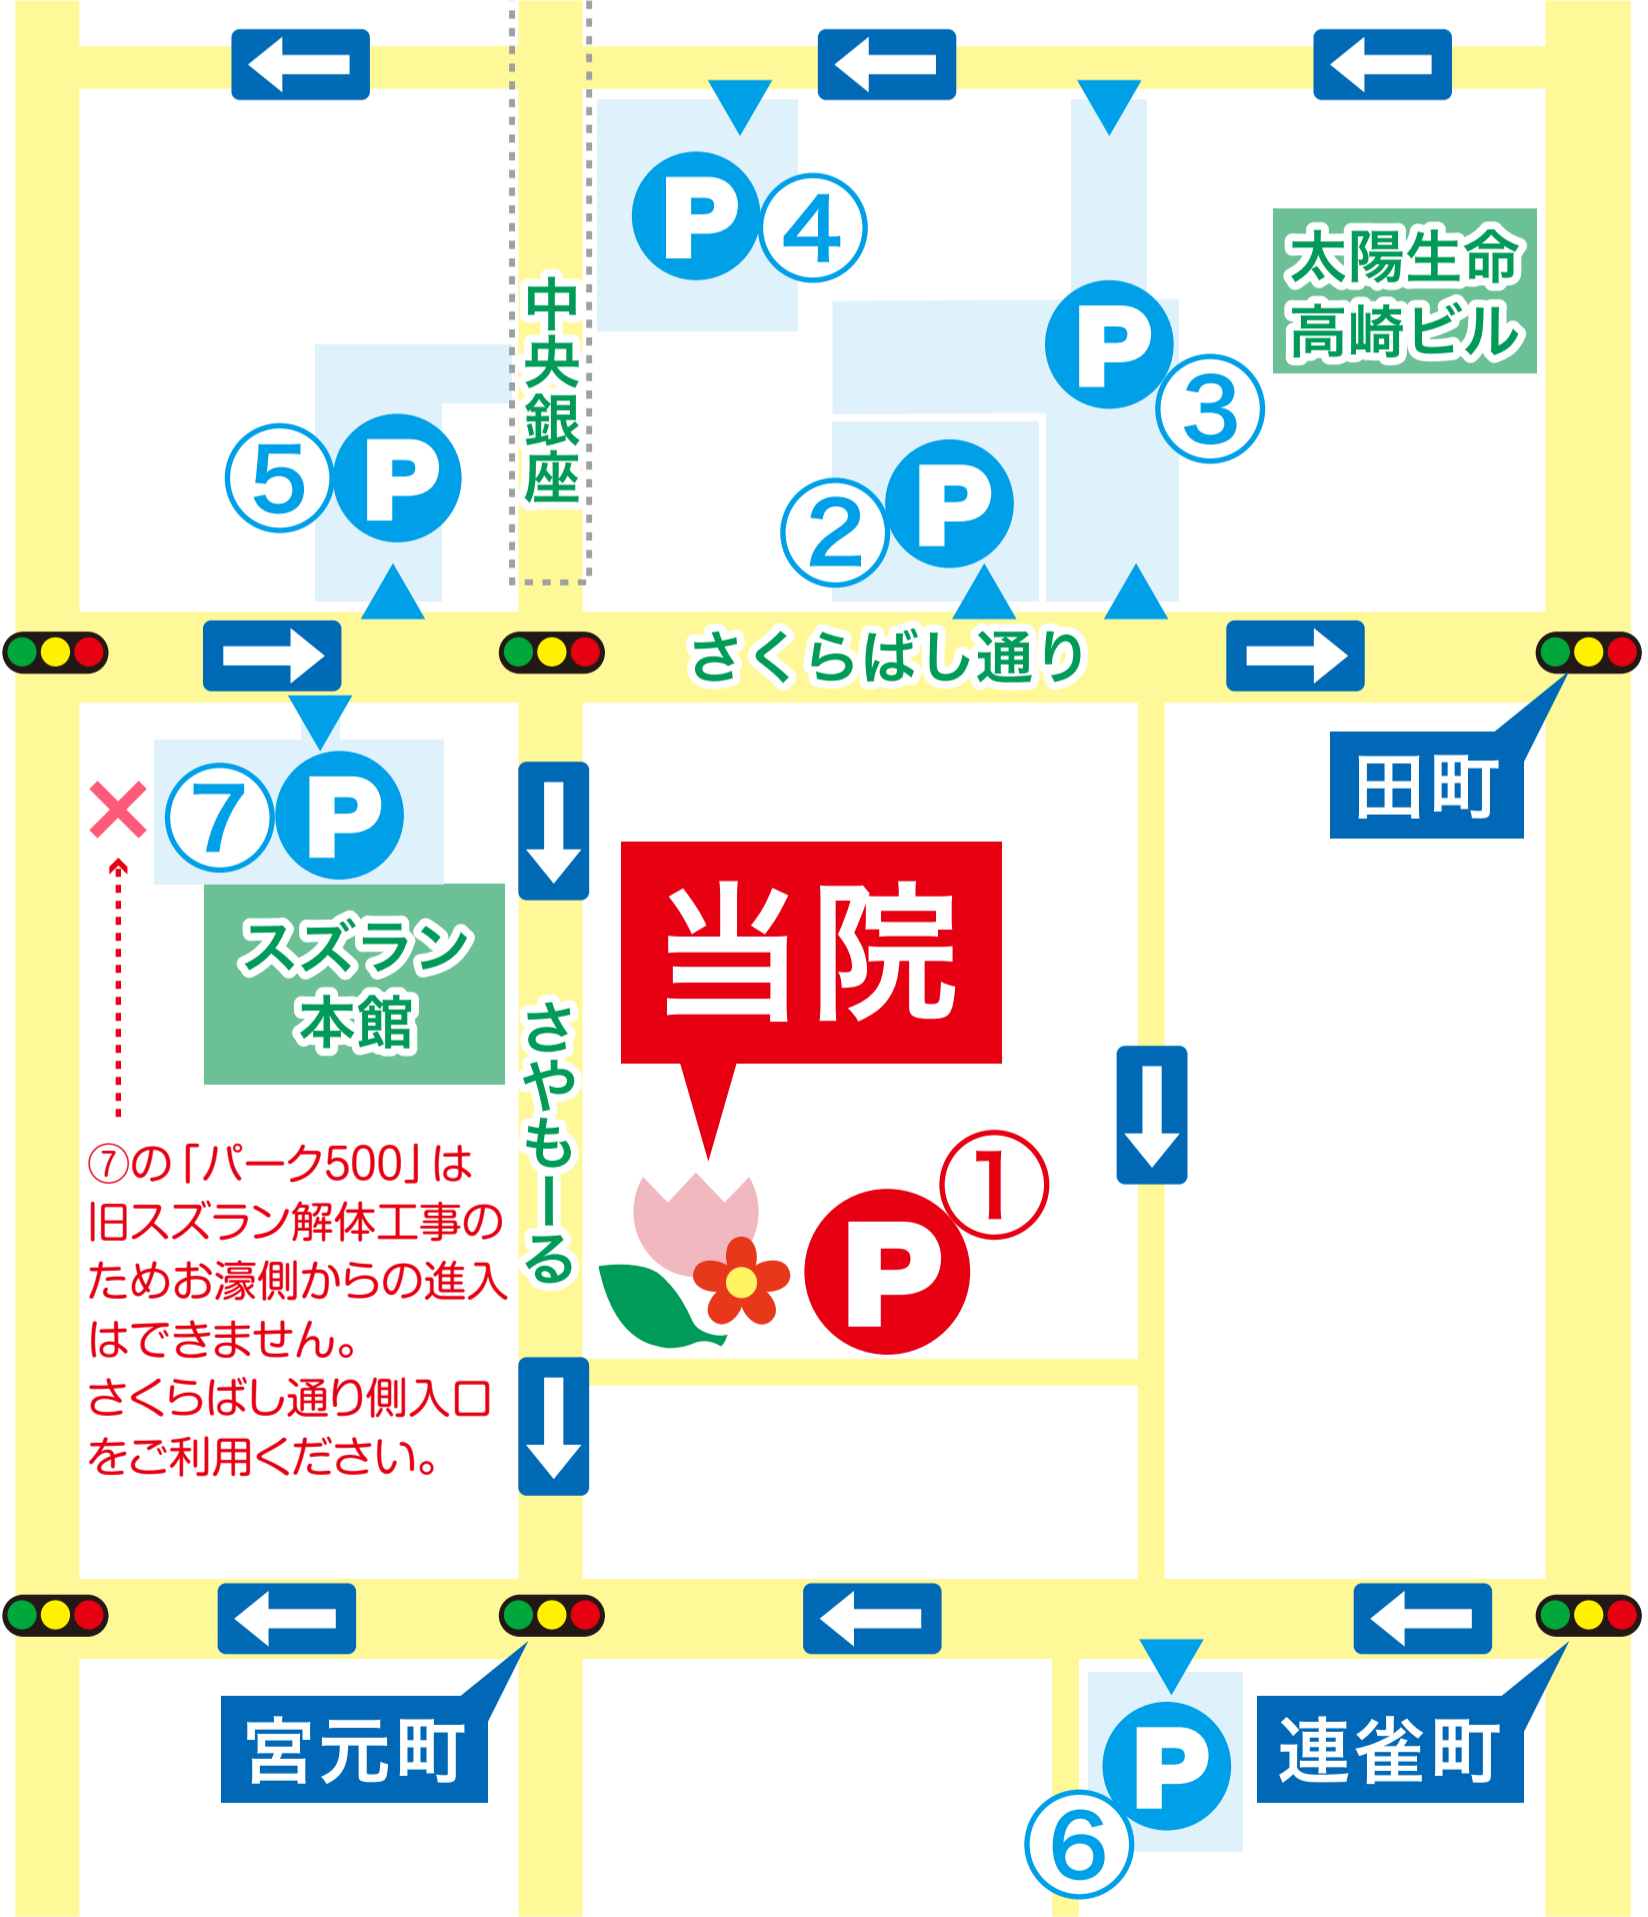 P④
太陽生命
高崎ビル
P
③
中央銀座
⑤P
②P
さくらばし通り
田町
⑦P
当院
スズラン
本館
さやもーる
①
P
⑦の「パーク500」は
旧スズラン解体工事の
ためお濠側からの進入
はできません。
さくらばし通り側入口
をご利用ください。
宮元町
P
⑥
連雀町